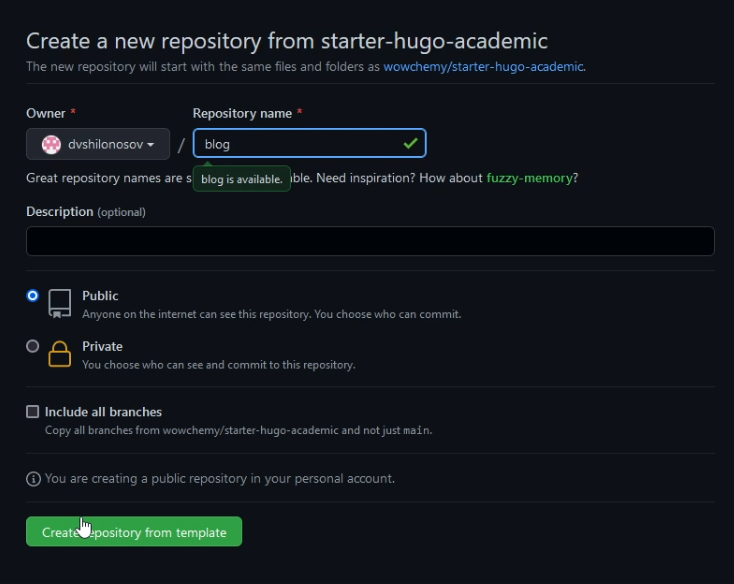 Create a new repository from starter-hugo-academic
The new repository will start with the same files and folders as wowchemy/starter-hugo-academic.
Owner * Repository name *
dvshilonosov / blog
Great repository names are s ble. Need inspiration? How about fuzzy-memory?
blog is available.
Description (optional)
Public
Anyone on the internet can see this repository. You choose who can commit.
Private
You choose who can see and commit to this repository.
Include all branches
Copy all branches from wowchemy/starter-hugo-academic and not just main.
You are creating a public repository in your personal account.
Create repository from template